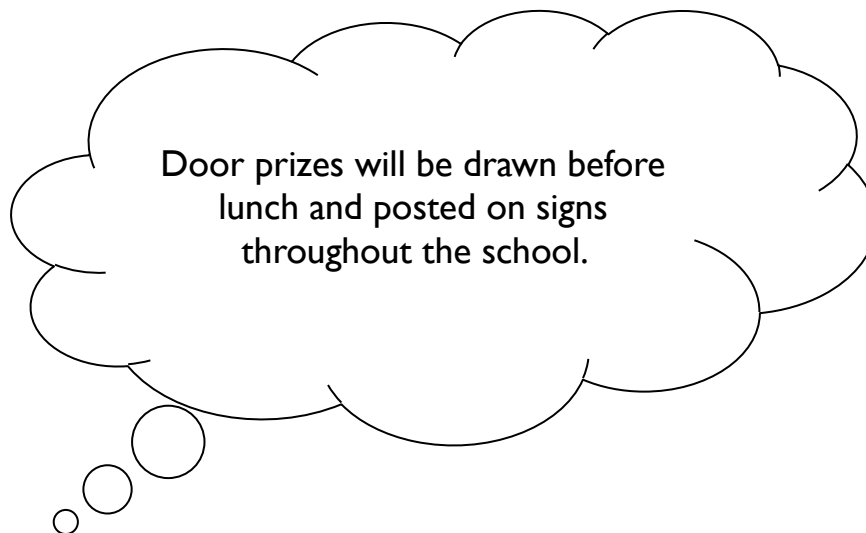 Door prizes will be drawn before
lunch and posted on signs
throughout the school.